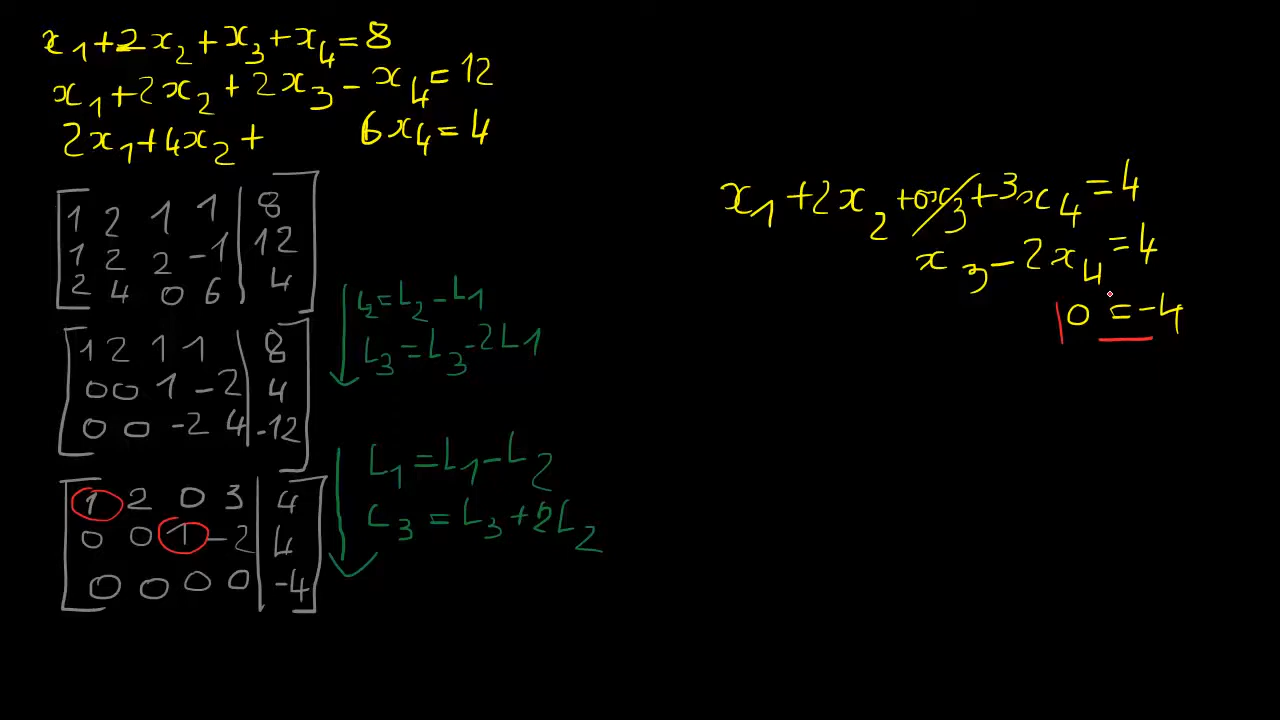 x₁+2x₂+x₃+x₄=8
x₁+2x₂+2x₃-x₄=12
2x₁+4x₂+ 6x₄=4
1 2 1 1 | 8
1 2 2 -1 | 12
2 4 0 6 | 4
L₂=L₂-L₁
L₃=L₃-2L1
1 2 1 1 | 8
0 0 1 -2 | 4
0 0 -2 4 | -12
L₁=L₁-L₂
L₃=L₃+2L₂
1 2 0 3 | 4
0 0 1 -2 | 4
0 0 0 0 | -4
x₁+2x₂+0x₃+3x₄=4
x₃-2x₄=4
0=-4